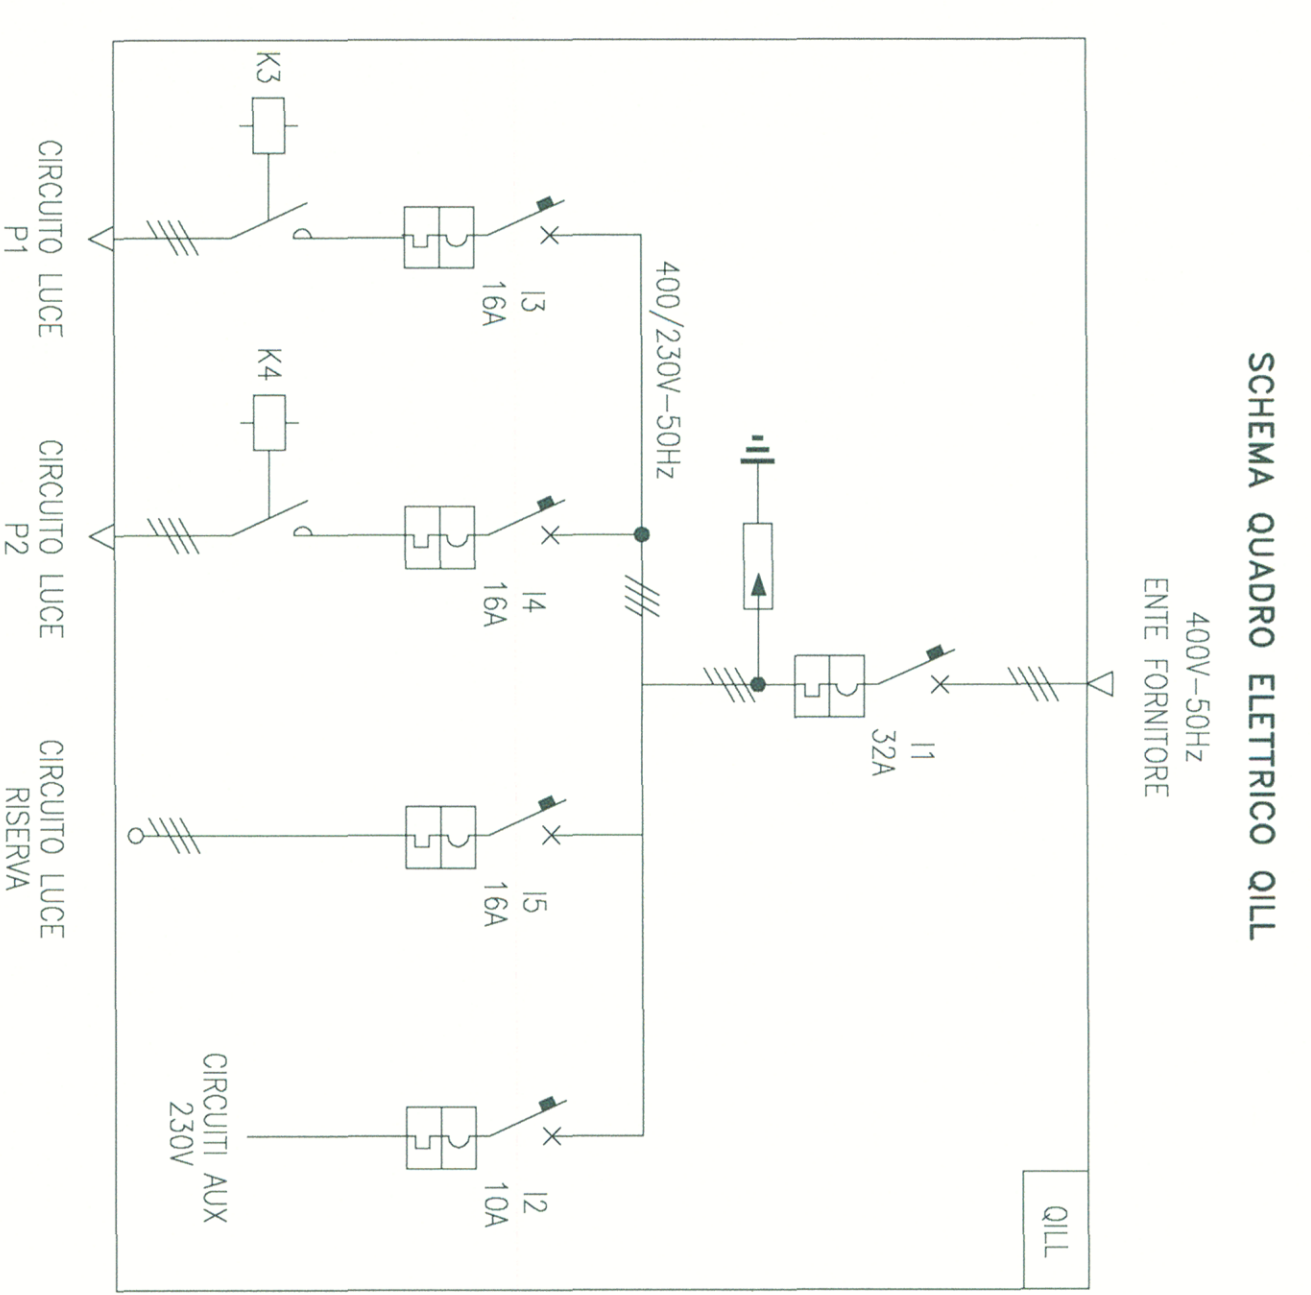 SCHEMA QUADRO ELETTRICO QILL
400V-50Hz
ENTE FORNITORE
QILL
I1
32A
400/230V-50Hz
I3
16A
I4
16A
I5
16A
I2
10A
K3
K4
CIRCUITI AUX
230V
CIRCUITO LUCE
P1
CIRCUITO LUCE
P2
CIRCUITO LUCE
RISERVA